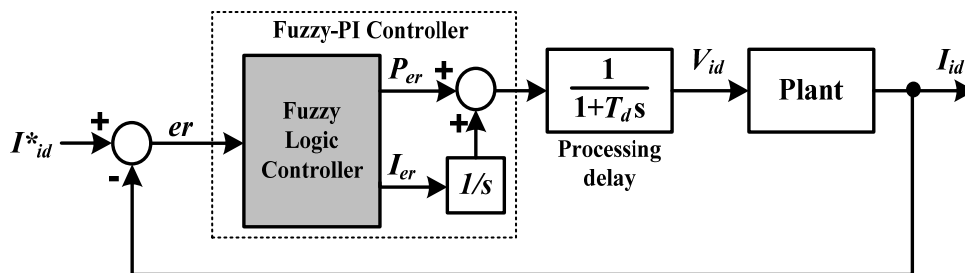 Fuzzy-PI Controller
I*id
+
-
er
Fuzzy
Logic
Controller
Per
Ier
1/s
+
+
1
1+Tds
Processing
delay
Vid
Plant
Iid